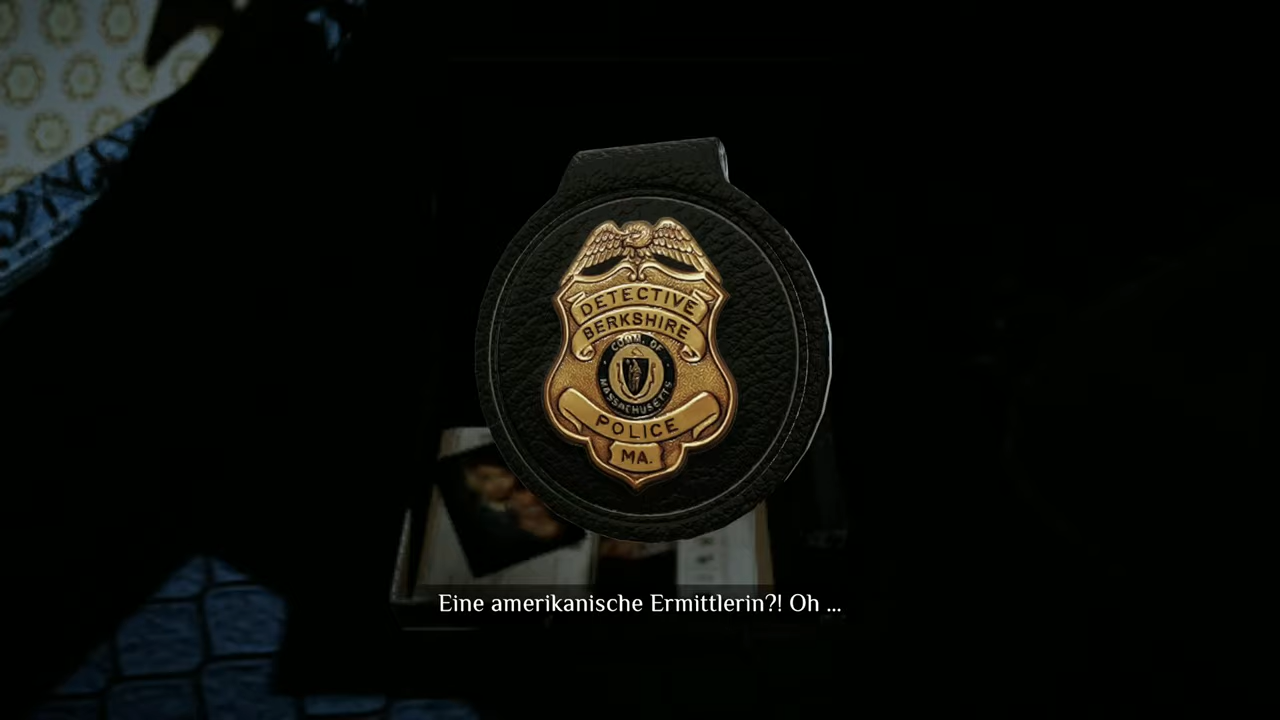 DETECTIVE
BERKSHIRE
COMM. OF
MASSACHUSETTS
POLICE
MA.
Eine amerikanische Ermittlerin?! Oh ...